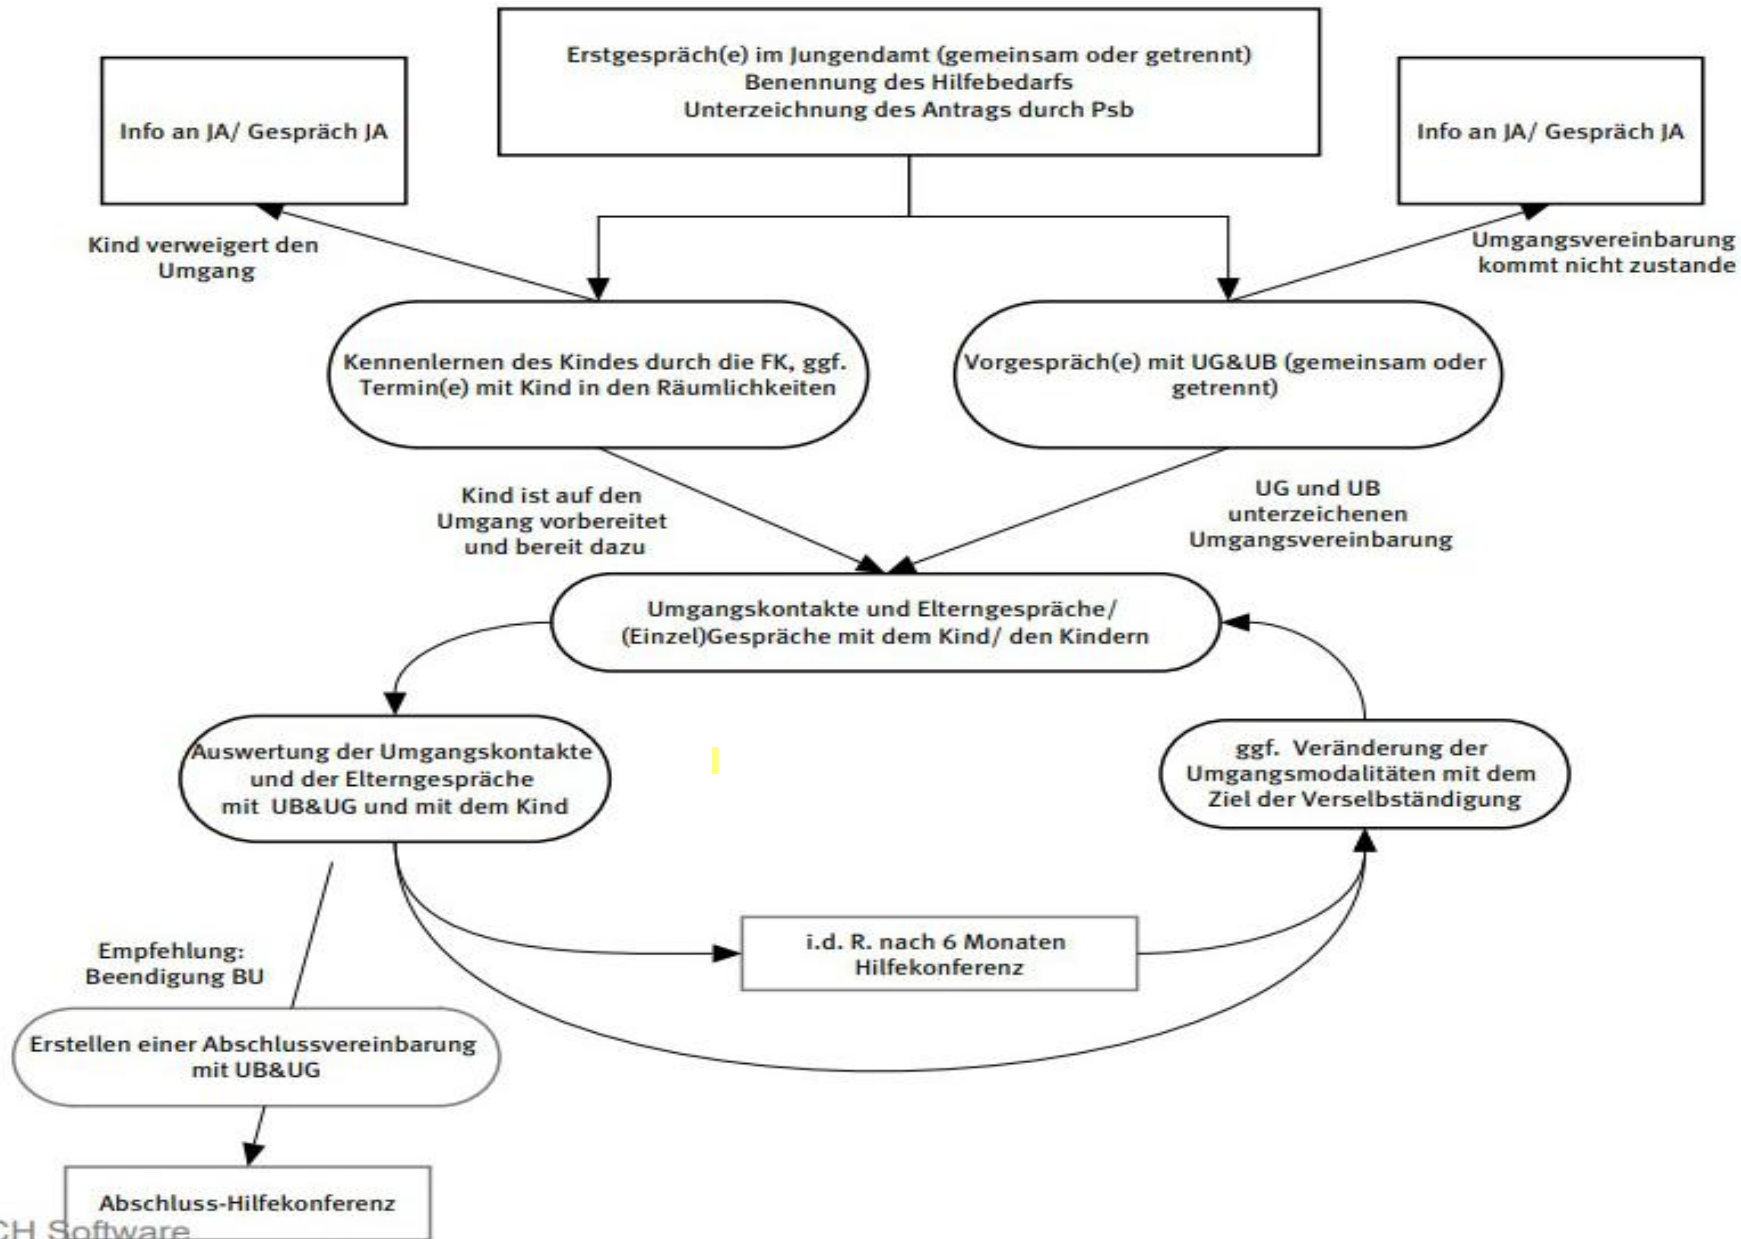 Erstgespräch(e) im Jungendamt (gemeinsam oder getrennt)
Benennung des Hilfebedarfs
Unterzeichnung des Antrags durch Psb
Info an JA/ Gespräch JA
Info an JA/ Gespräch JA
Kind verweigert den
Umgang
Umgangsvereinbarung
kommt nicht zustande
Kennenlernen des Kindes durch die FK, ggf.
Termin(e) mit Kind in den Räumlichkeiten
Vorgespräch(e) mit UG&UB (gemeinsam oder
getrennt)
Kind ist auf den
Umgang vorbereitet
und bereit dazu
UG und UB
unterzeichenen
Umgangsvereinbarung
Umgangskontakte und Elterngespräche/
(Einzel)Gespräche mit dem Kind/ den Kindern
Auswertung der Umgangskontakte
und der Elterngespräche
mit UB&UG und mit dem Kind
ggf. Veränderung der
Umgangsmodalitäten mit dem
Ziel der Verselbständigung
i.d. R. nach 6 Monaten
Hilfekonferenz
Empfehlung:
Beendigung BU
Erstellen einer Abschlussvereinbarung
mit UB&UG
Abschluss-Hilfekonferenz
CH Software